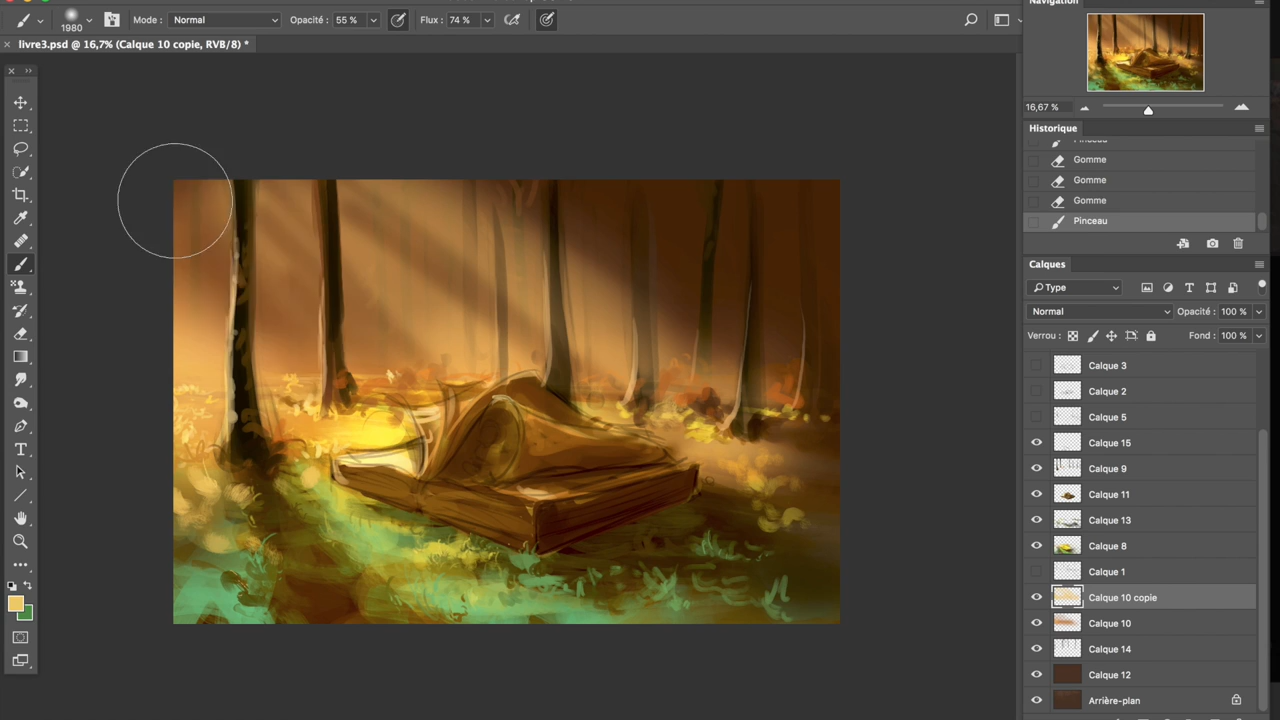 Mode : Normal Opacité : 55 % Flux : 74 %
1980
livre3.psd @ 16,7% (Calque 10 copie, RVB/8) *
Navigation
16,67 %
Historique
Pinceau
Gomme
Gomme
Gomme
Pinceau
Calques
Type
Normal Opacité : 100 %
Verrou : Fond : 100 %
Calque 3
Calque 2
Calque 5
Calque 15
Calque 9
Calque 11
Calque 13
Calque 8
Calque 1
Calque 10 copie
Calque 10
Calque 14
Calque 12
Arrière-plan